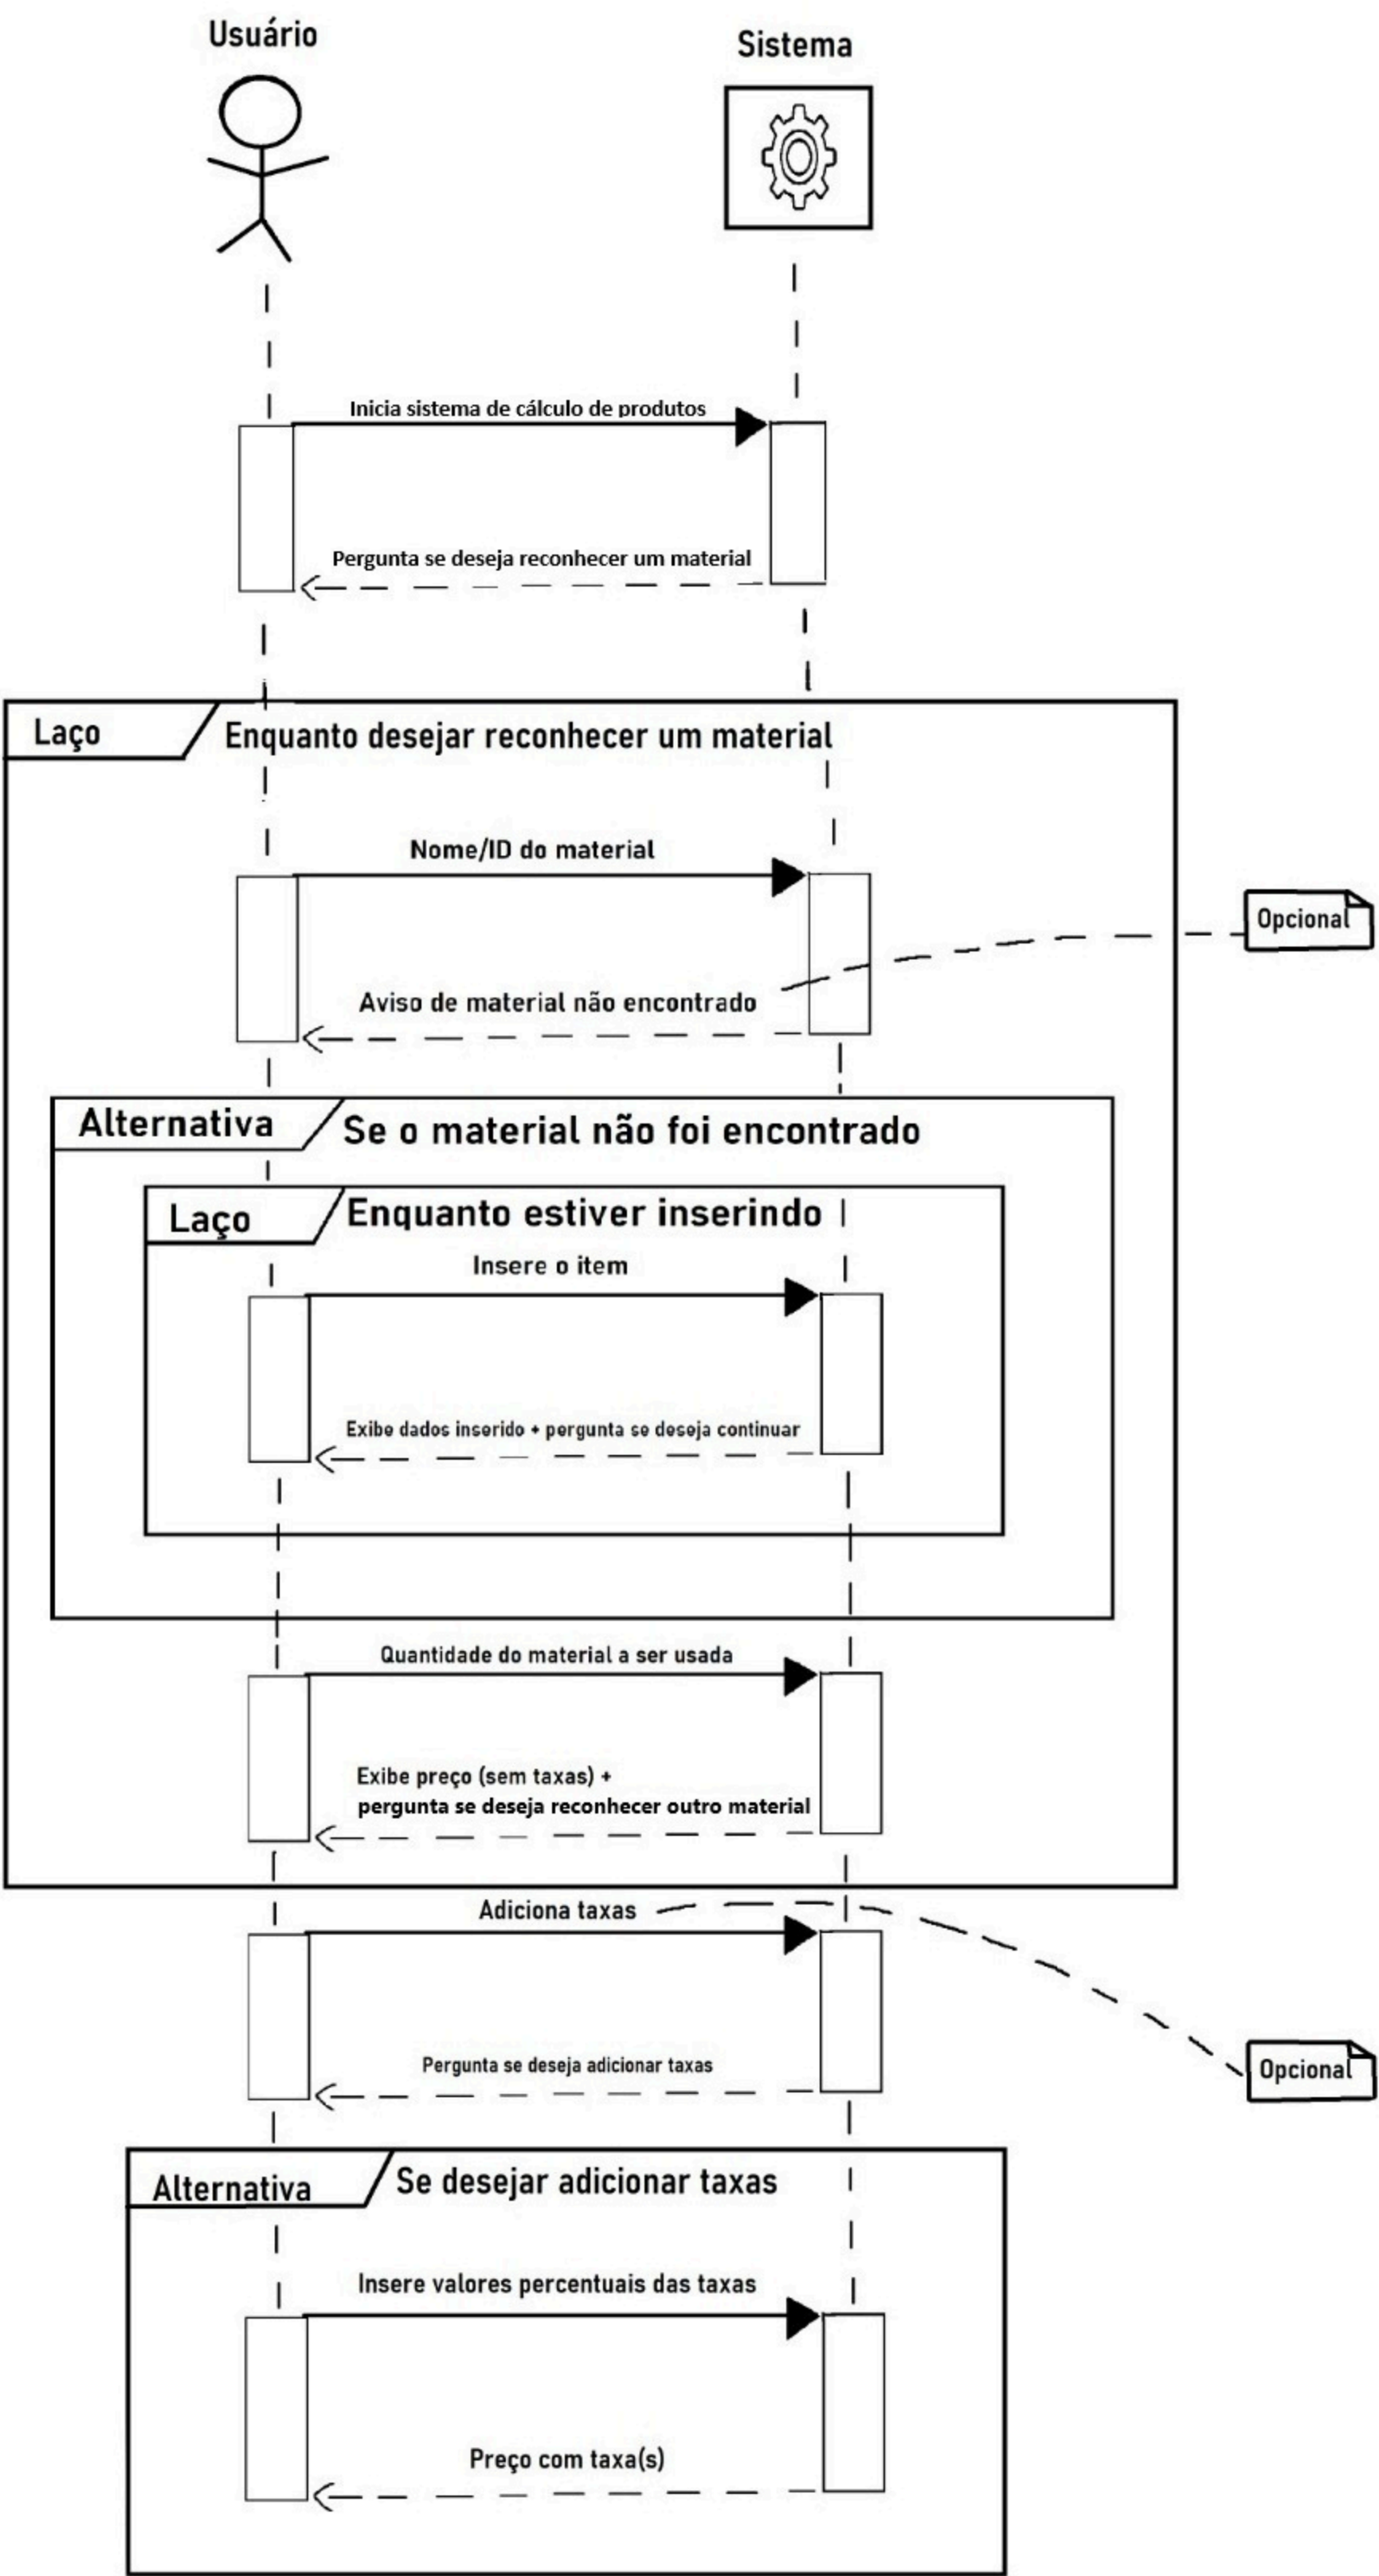 Usuário
Sistema
Inicia sistema de cálculo de produtos
Pergunta se deseja reconhecer um material
Laço
Enquanto desejar reconhecer um material
Nome/ID do material
Opcional
Aviso de material não encontrado
Alternativa
Se o material não foi encontrado
Laço
Enquanto estiver inserindo
Insere o item
Exibe dados inserido + pergunta se deseja continuar
Quantidade do material a ser usada
Exibe preço (sem taxas) +
pergunta se deseja reconhecer outro material
Adiciona taxas
Pergunta se deseja adicionar taxas
Opcional
Alternativa
Se desejar adicionar taxas
Insere valores percentuais das taxas
Preço com taxa(s)